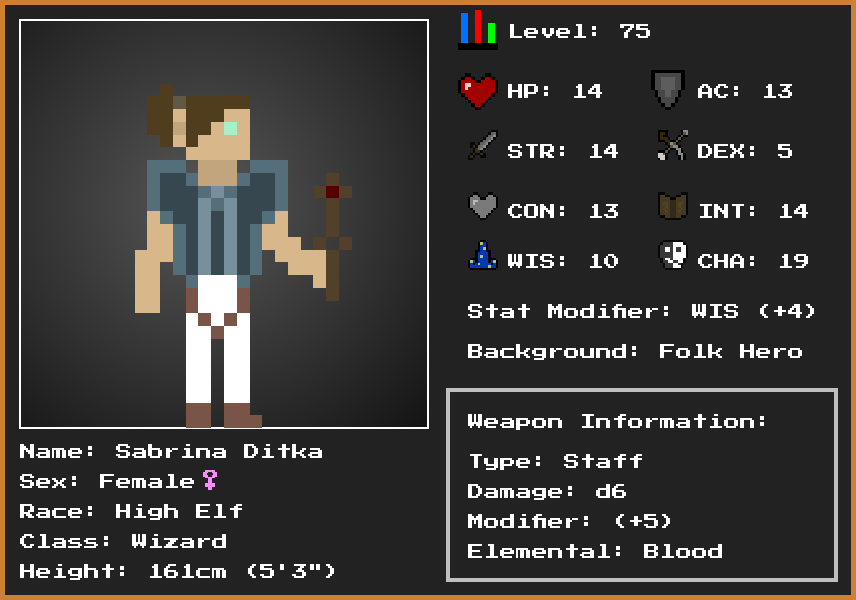 Level: 75
HP: 14
AC: 13
STR: 14
DEX: 5
CON: 13
INT: 14
WIS: 10
CHA: 19
Stat Modifier: WIS (+4)
Background: Folk Hero
Weapon Information:
Type: Staff
Damage: d6
Modifier: (+5)
Elemental: Blood
Name: Sabrina Ditka
Sex: Female♀
Race: High Elf
Class: Wizard
Height: 161cm (5'3")